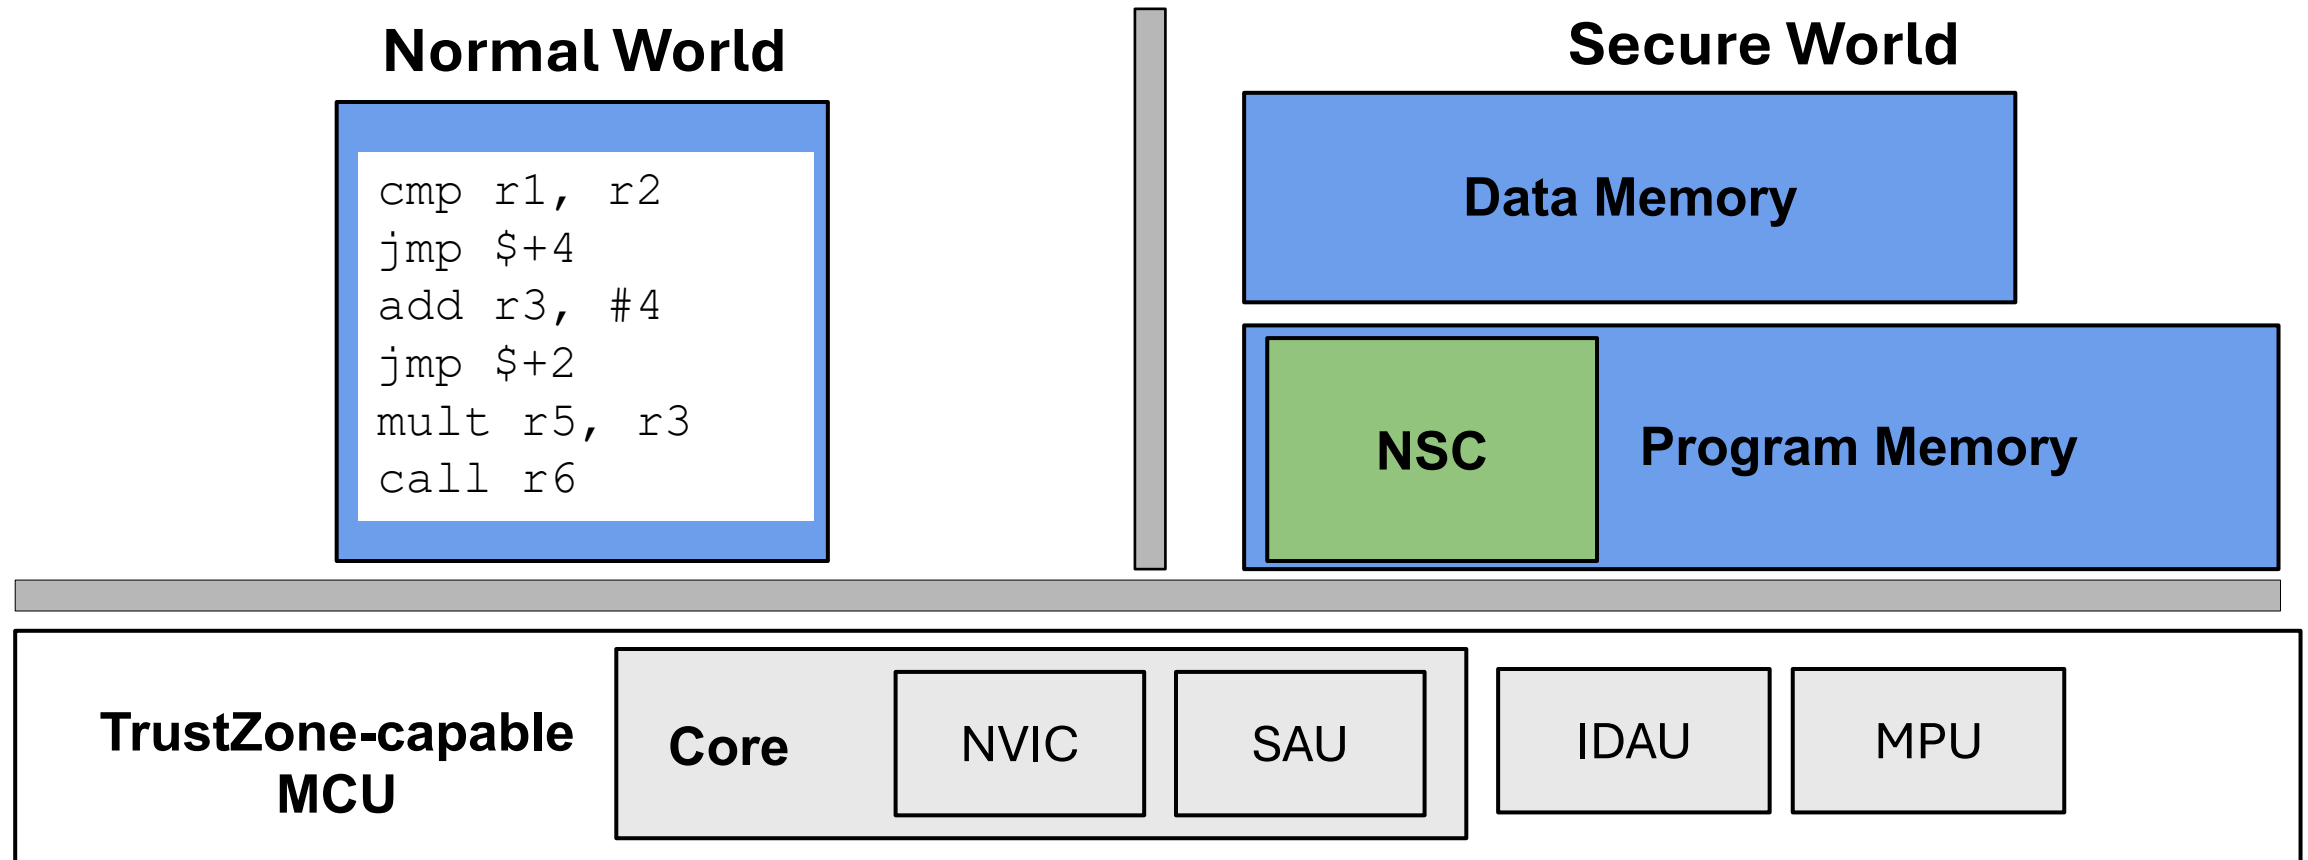 Normal World
cmp r1, r2
jmp $+4
add r3, #4
jmp $+2
mult r5, r3
call r6
Secure World
Data Memory
NSC
Program Memory
TrustZone-capable
MCU
Core
NVIC
SAU
IDAU
MPU